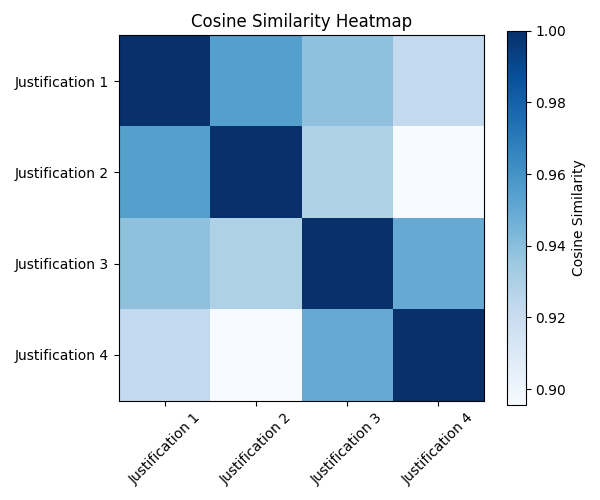 Cosine Similarity Heatmap
Justification 1
Justification 2
Justification 3
Justification 4
Justification 1
Justification 2
Justification 3
Justification 4
1.00
0.98
0.96
0.94
0.92
0.90
Cosine Similarity